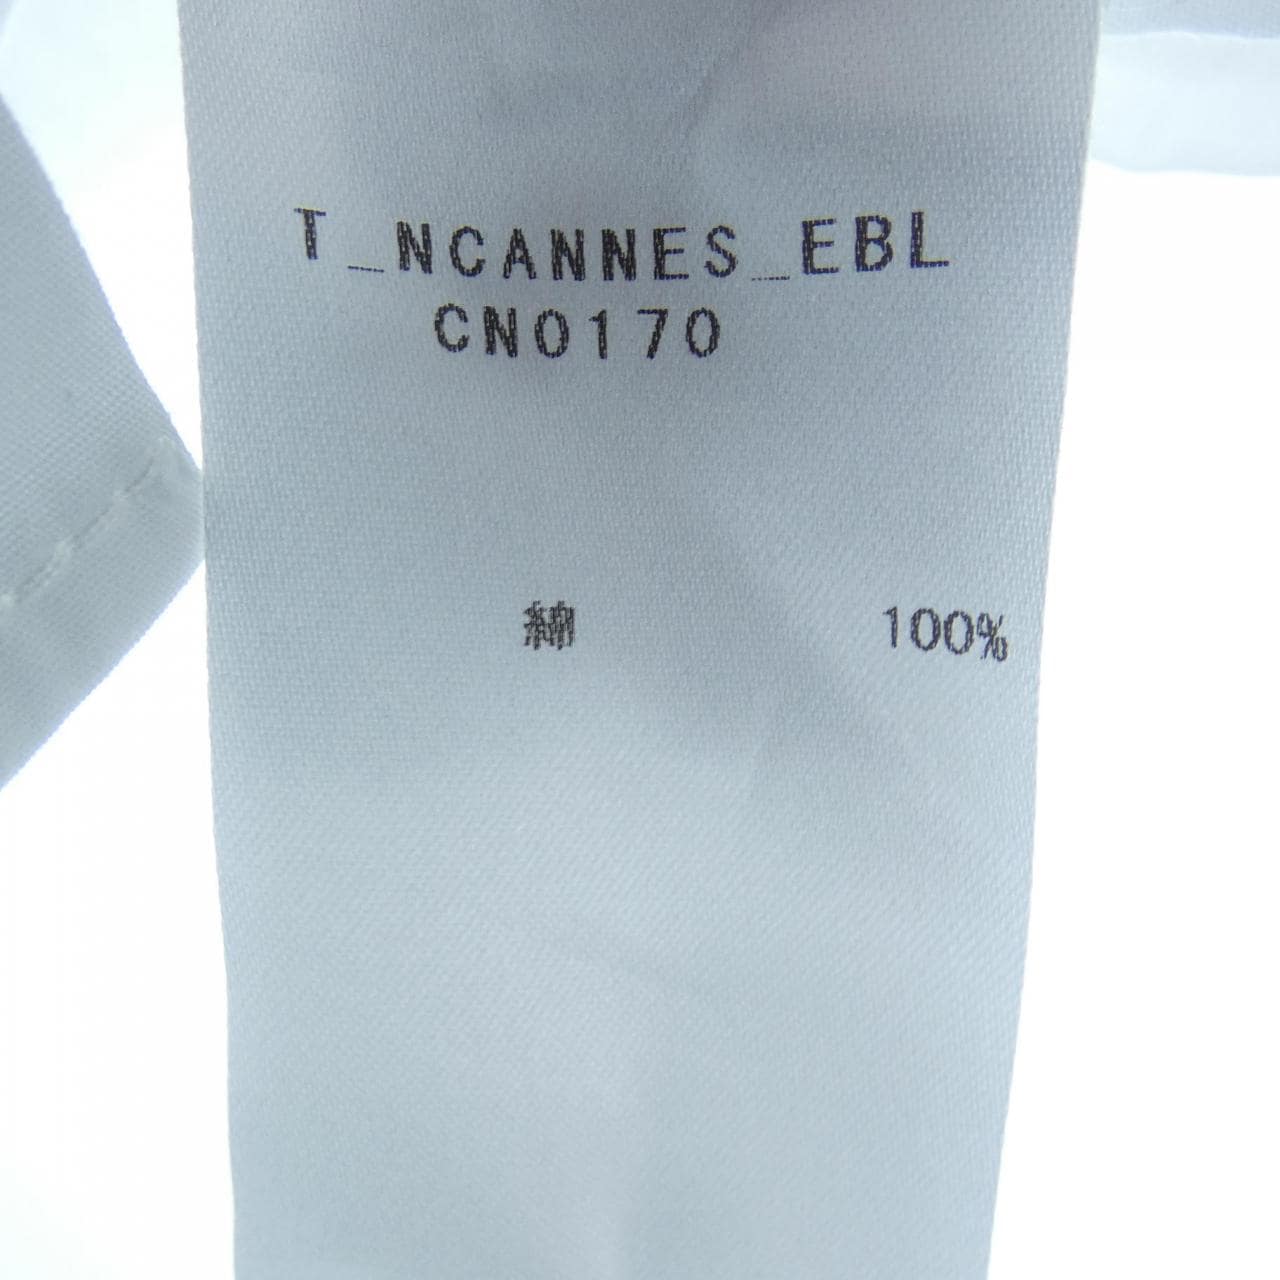 T_NCANNES_EBL
CN0170
綿 100%